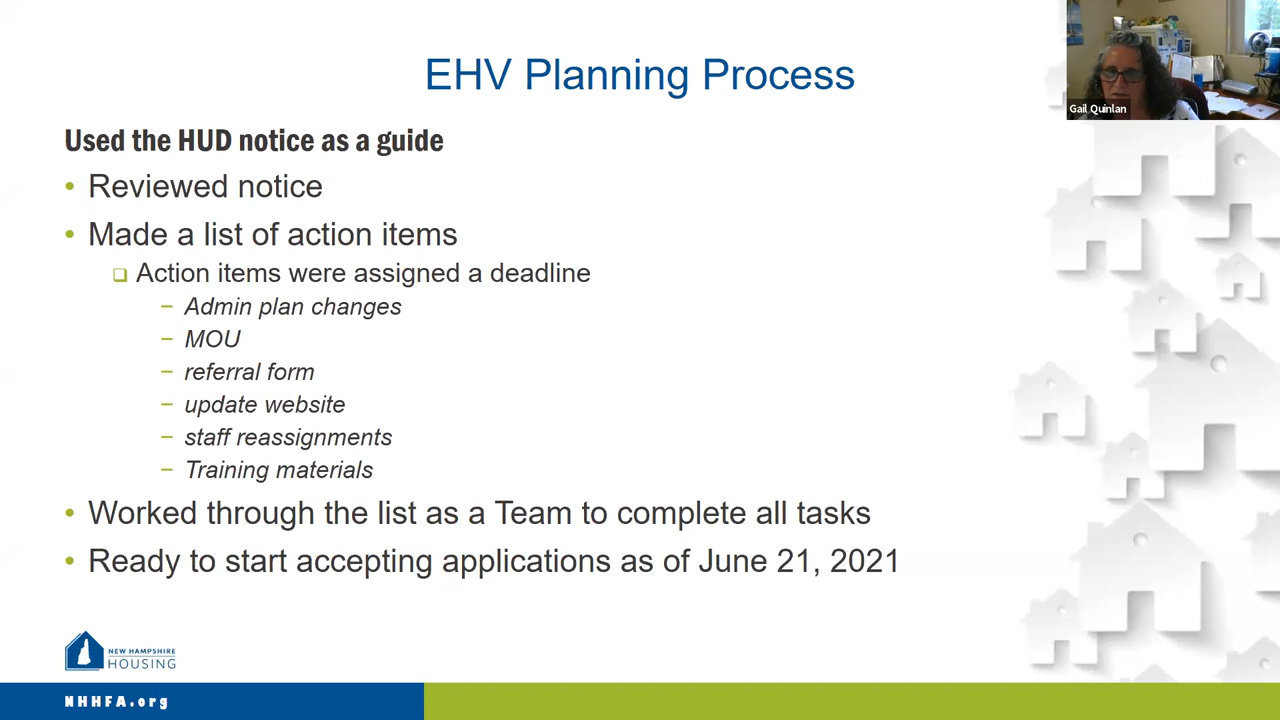 EHV Planning Process
Gail Quinlan
Used the HUD notice as a guide
• Reviewed notice
• Made a list of action items
❑ Action items were assigned a deadline
− Admin plan changes
− MOU
− referral form
− update website
− staff reassignments
− Training materials
• Worked through the list as a Team to complete all tasks
• Ready to start accepting applications as of June 21, 2021
NEW HAMPSHIRE
HOUSING
NHHFA.org